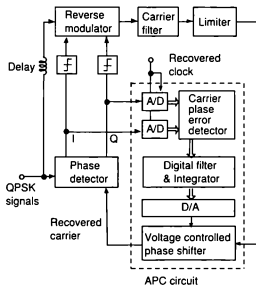 Reverse
modulator
Carrier
filter
Limiter
Delay
Recovered
clock
A/D
A/D
Carrier
plase
error
detector
I
Q
QPSK
signals
Phase
detector
Digital filter
& Integrator
D/A
Recovered
carrier
Voltage controlled
phase shifter
APC circuit